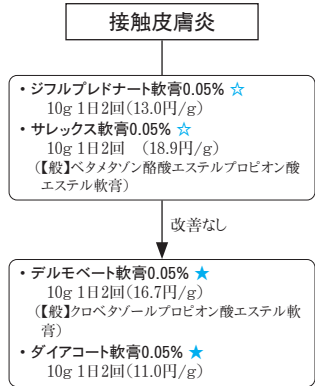 接触皮膚炎
・ジフルプレドナート軟膏0.05% ☆
10g 1日2回(13.0円/g)
・サレックス軟膏0.05% ☆
10g 1日2回 (18.9円/g)
(【般】ベタメタゾン酪酸エステルプロピオン酸
エステル軟膏)
改善なし
・デルモベート軟膏0.05% ★
10g 1日2回(16.7円/g)
(【般】クロベタゾールプロピオン酸エステル軟
膏)
・ダイアコート軟膏0.05% ★
10g 1日2回(11.0円/g)